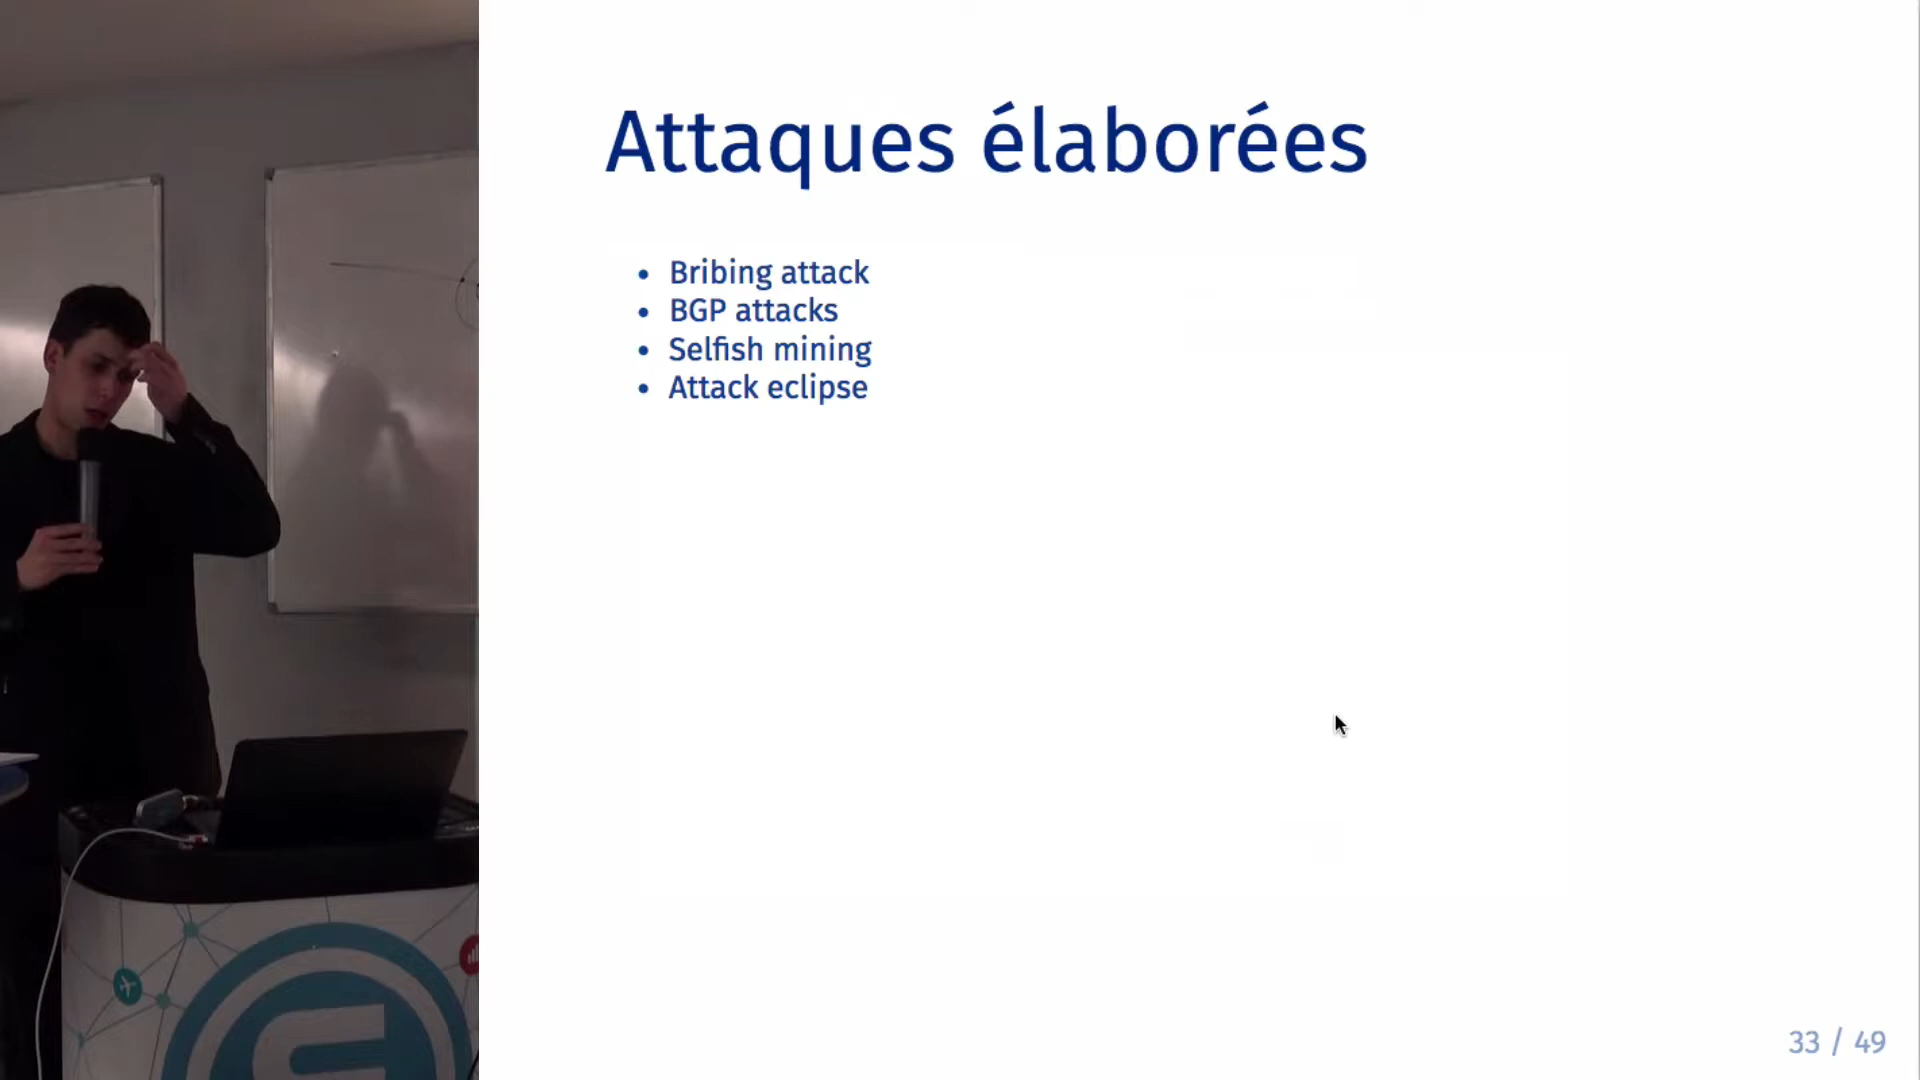 Attaques élaborées
• Bribing attack
• BGP attacks
• Selfish mining
• Attack eclipse
33 / 49